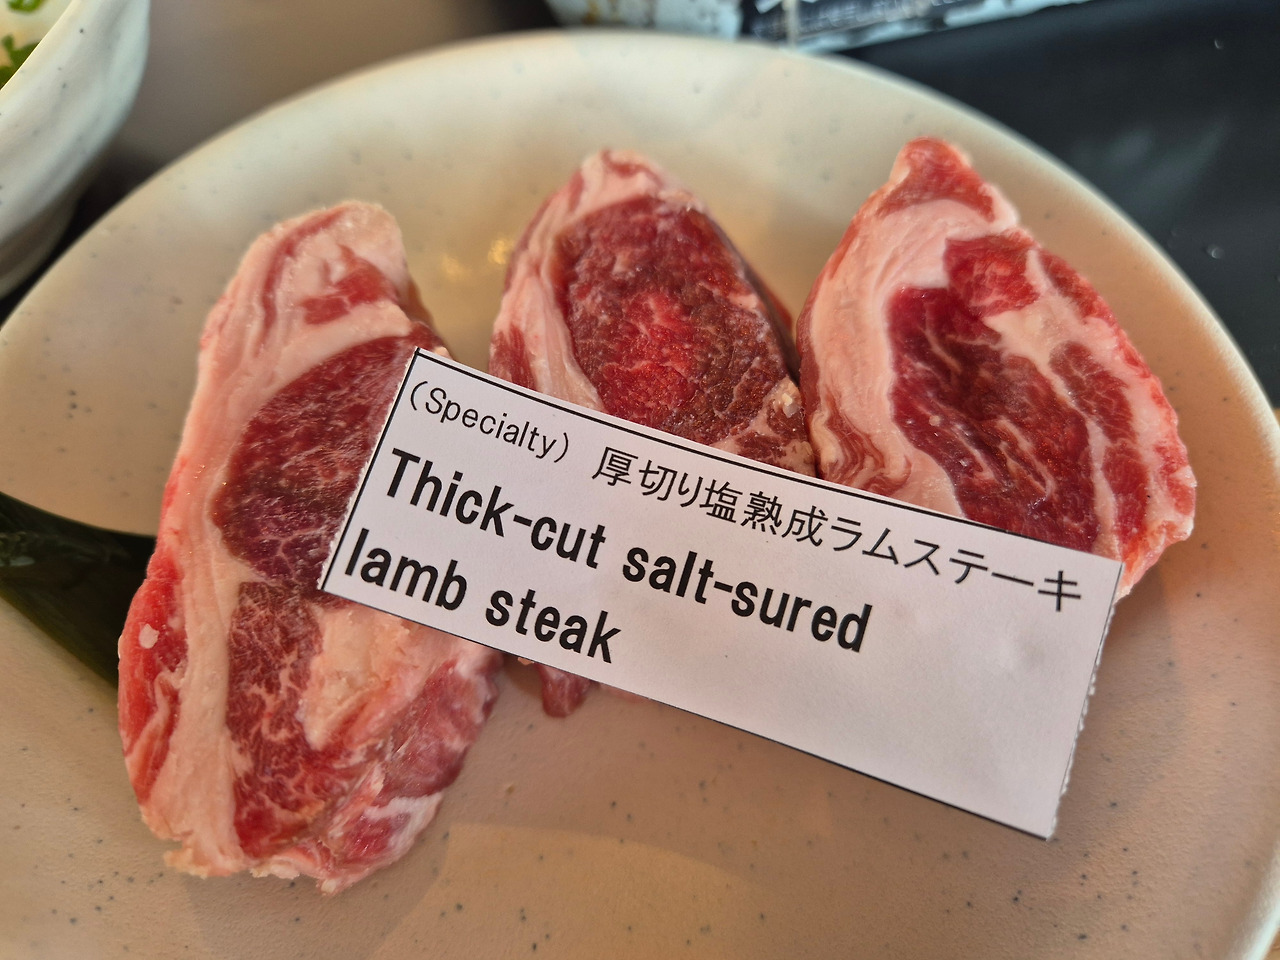 (Specialty) 厚切り塩熟成ラムステーキ
Thick-cut salt-sured
lamb steak